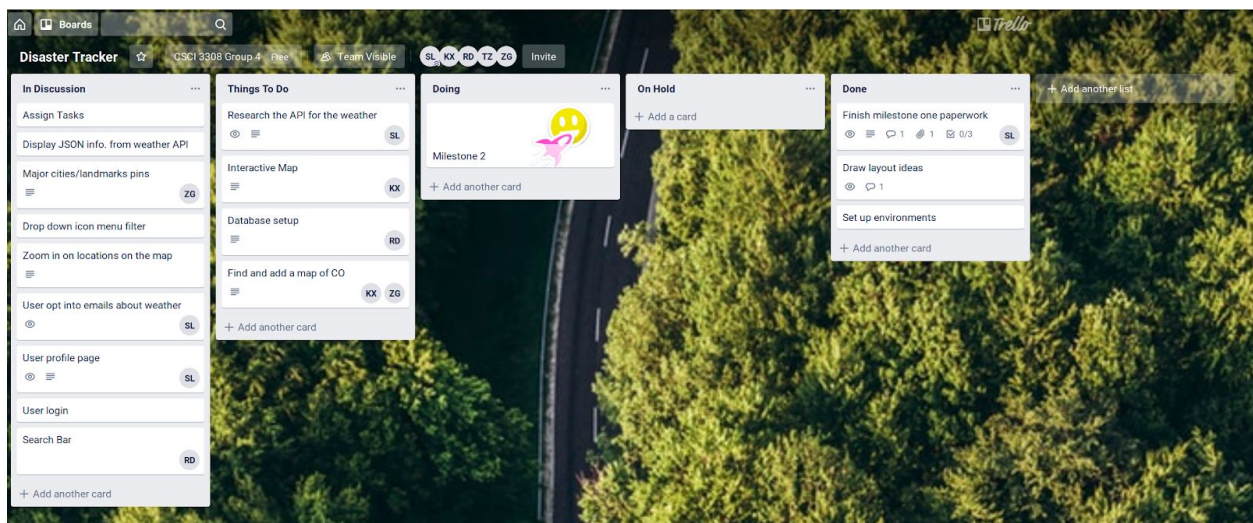 Boards
Trello
Disaster Tracker
CSCI 3308 Group 4 Free
Team Visible
SL KX RD TZ ZG
Invite
In Discussion
Assign Tasks
Display JSON info. from weather API
Major cities/landmarks pins
ZG
Drop down icon menu filter
Zoom in on locations on the map
User opt into emails about weather
SL
User profile page
SL
User login
Search Bar
RD
+ Add another card
Things To Do
Research the API for the weather
SL
Interactive Map
KX
Database setup
RD
Find and add a map of CO
KX ZG
+ Add another card
Doing
Milestone 2
+ Add another card
On Hold
+ Add a card
Done
Finish milestone one paperwork
1 1 0/3 SL
Draw layout ideas
1
Set up environments
+ Add another card
+ Add another list